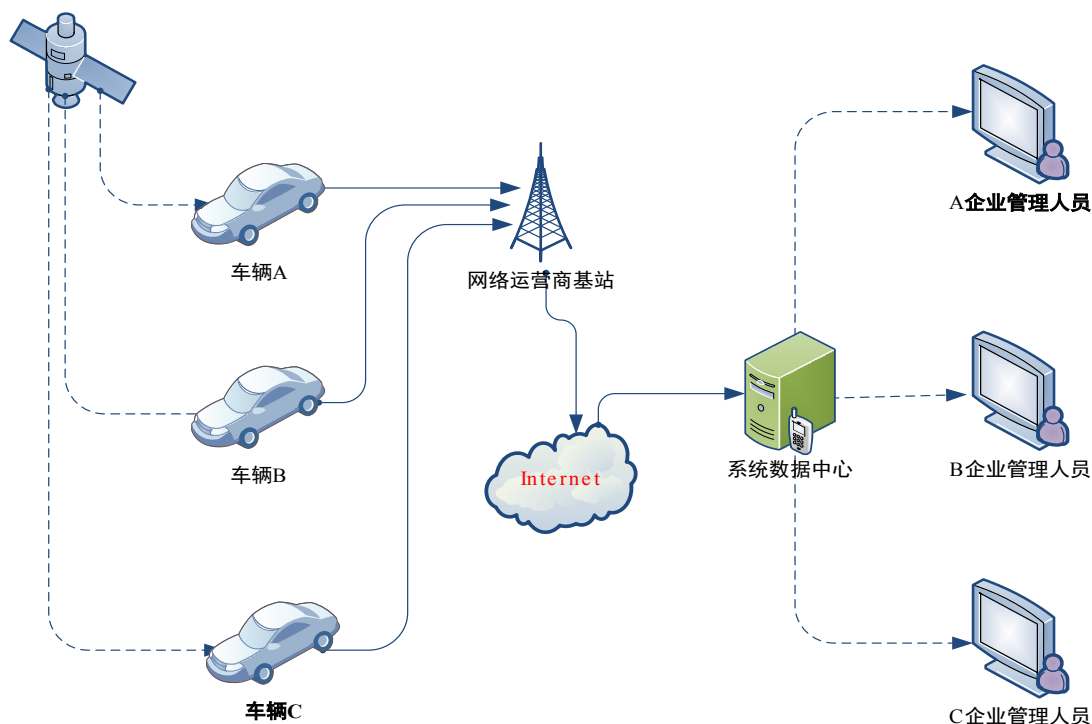 A企业管理人员
车辆A
网络运营商基站
车辆B
Internet
系统数据中心
B企业管理人员
车辆C
C企业管理人员